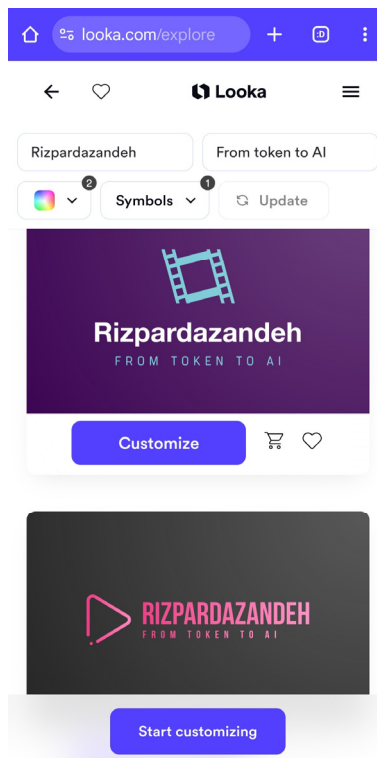 looka.com/explore
:D
Looka
Rizpardazandeh
From token to AI
2
Symbols
1
Update
Rizpardazandeh
FROM TOKEN TO AI
Customize
RIZPARDAZANDEH
FROM TOKEN TO AI
Start customizing